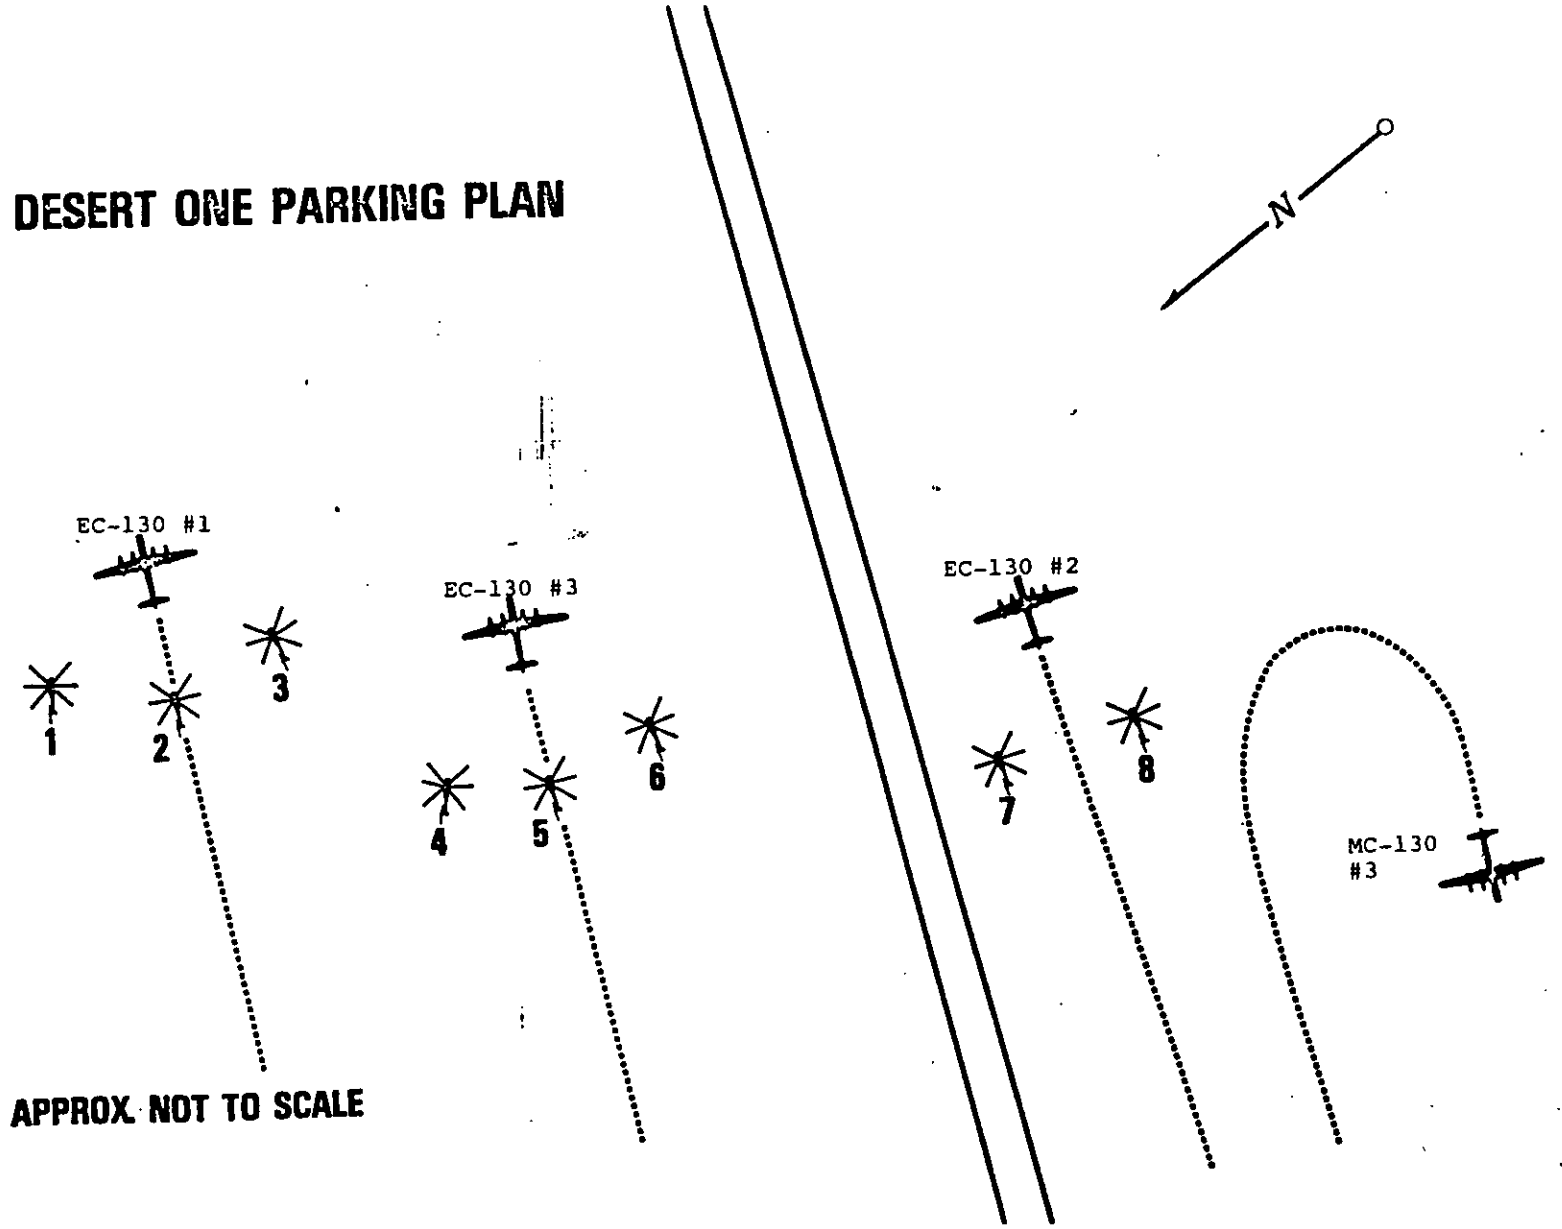 DESERT ONE PARKING PLAN
N
EC-130 #1
EC-130 #3
EC-130 #2
1
2
3
4
5
6
7
8
MC-130
#3
APPROX. NOT TO SCALE